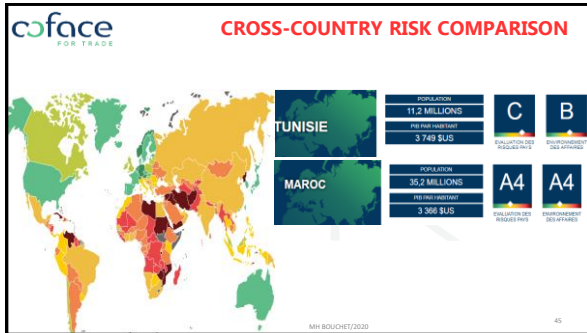 coface
FOR TRADE
CROSS-COUNTRY RISK COMPARISON
TUNISIE
POPULATION
11,2 MILLIONS
PIB PAR HABITANT
3 749 $US
C
ÉVALUATION DES
RISQUES PAYS
B
ENVIRONNEMENT
DES AFFAIRES
MAROC
POPULATION
35,2 MILLIONS
PIB PAR HABITANT
3 366 $US
A4
ÉVALUATION DES
RISQUES PAYS
A4
ENVIRONNEMENT
DES AFFAIRES
MH BOUCHET/2020
45